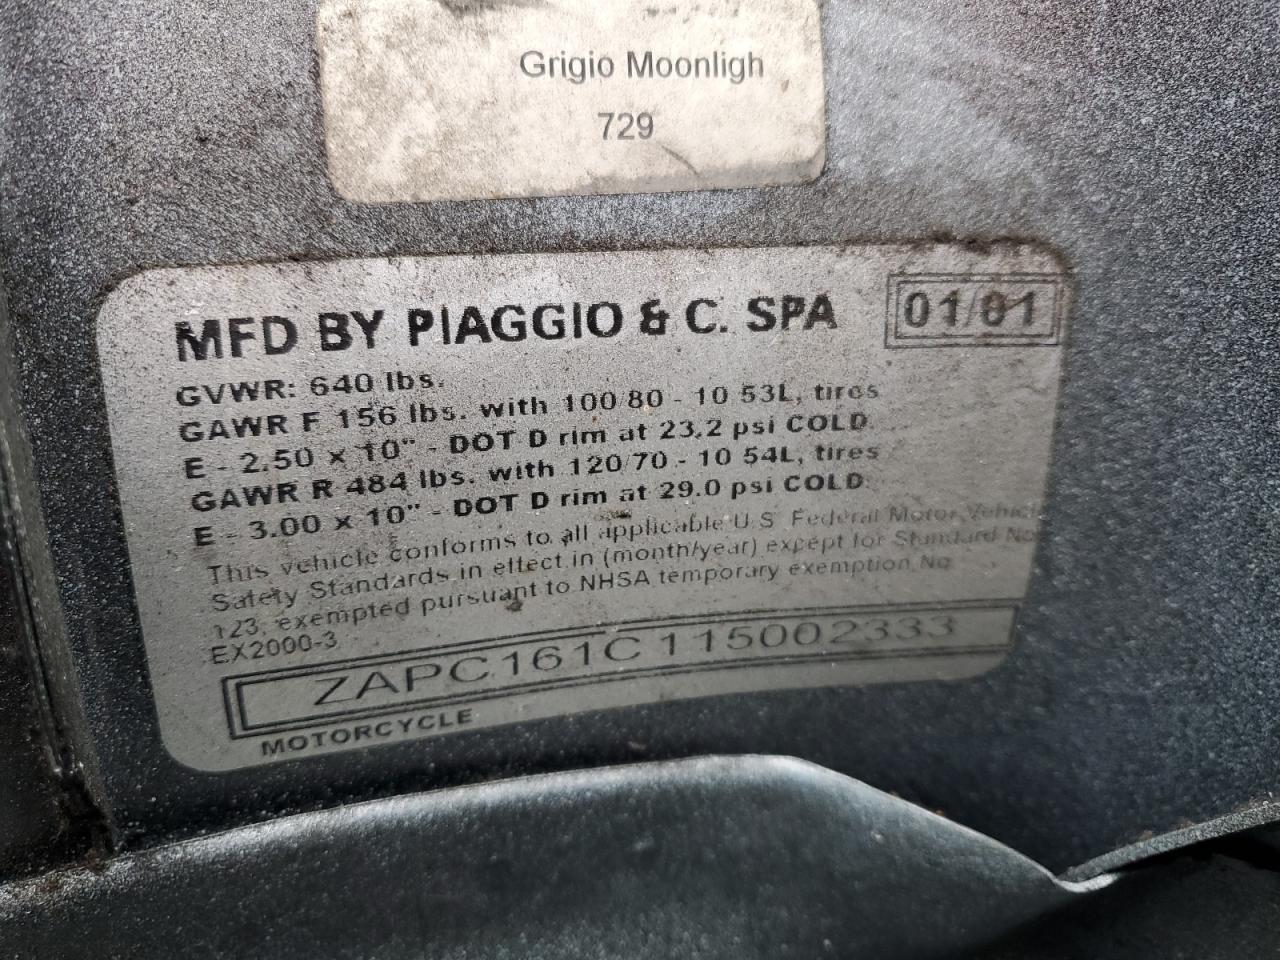 Grigio Moonligh
729
MFD BY PIAGGIO & C. SPA 01/01
GVWR: 640 lbs.
GAWR F 156 lbs. with 100 80 - 10 53L, tires
E - 2.50 x 10" - DOT D rim at 23.2 psi COLD.
GAWR R 484 lbs. with 120/70 - 10 54L, tires
E - 3.00 x 10" - DOT D rim at 29.0 psi COLD.
This vehicle conforms to all applicable U S Federal Motor Vehicl
Safety Standards in effect in (month/year) except for Standard No
123, exempted pursuant to NHSA temporary exemption No
EX2000-3
ZAPC161C115002333
MOTORCYCLE